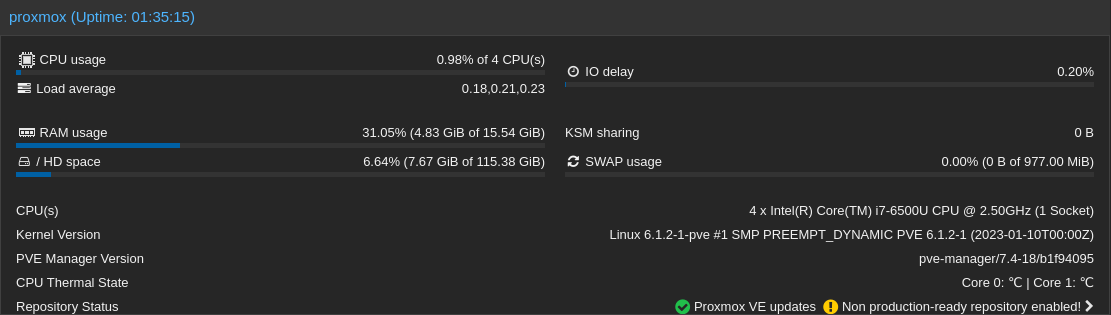 proxmox (Uptime: 01:35:15)
CPU usage 0.98% of 4 CPU(s)
IO delay 0.20%
Load average 0.18,0.21,0.23
RAM usage 31.05% (4.83 GiB of 15.54 GiB)
KSM sharing 0 B
/ HD space 6.64% (7.67 GiB of 115.38 GiB)
SWAP usage 0.00% (0 B of 977.00 MiB)
CPU(s) 4 x Intel(R) Core(TM) i7-6500U CPU @ 2.50GHz (1 Socket)
Kernel Version Linux 6.1.2-1-pve #1 SMP PREEMPT_DYNAMIC PVE 6.1.2-1 (2023-01-10T00:00Z)
PVE Manager Version pve-manager/7.4-18/b1f94095
CPU Thermal State Core 0: ℃ | Core 1: ℃
Repository Status Proxmox VE updates Non production-ready repository enabled!